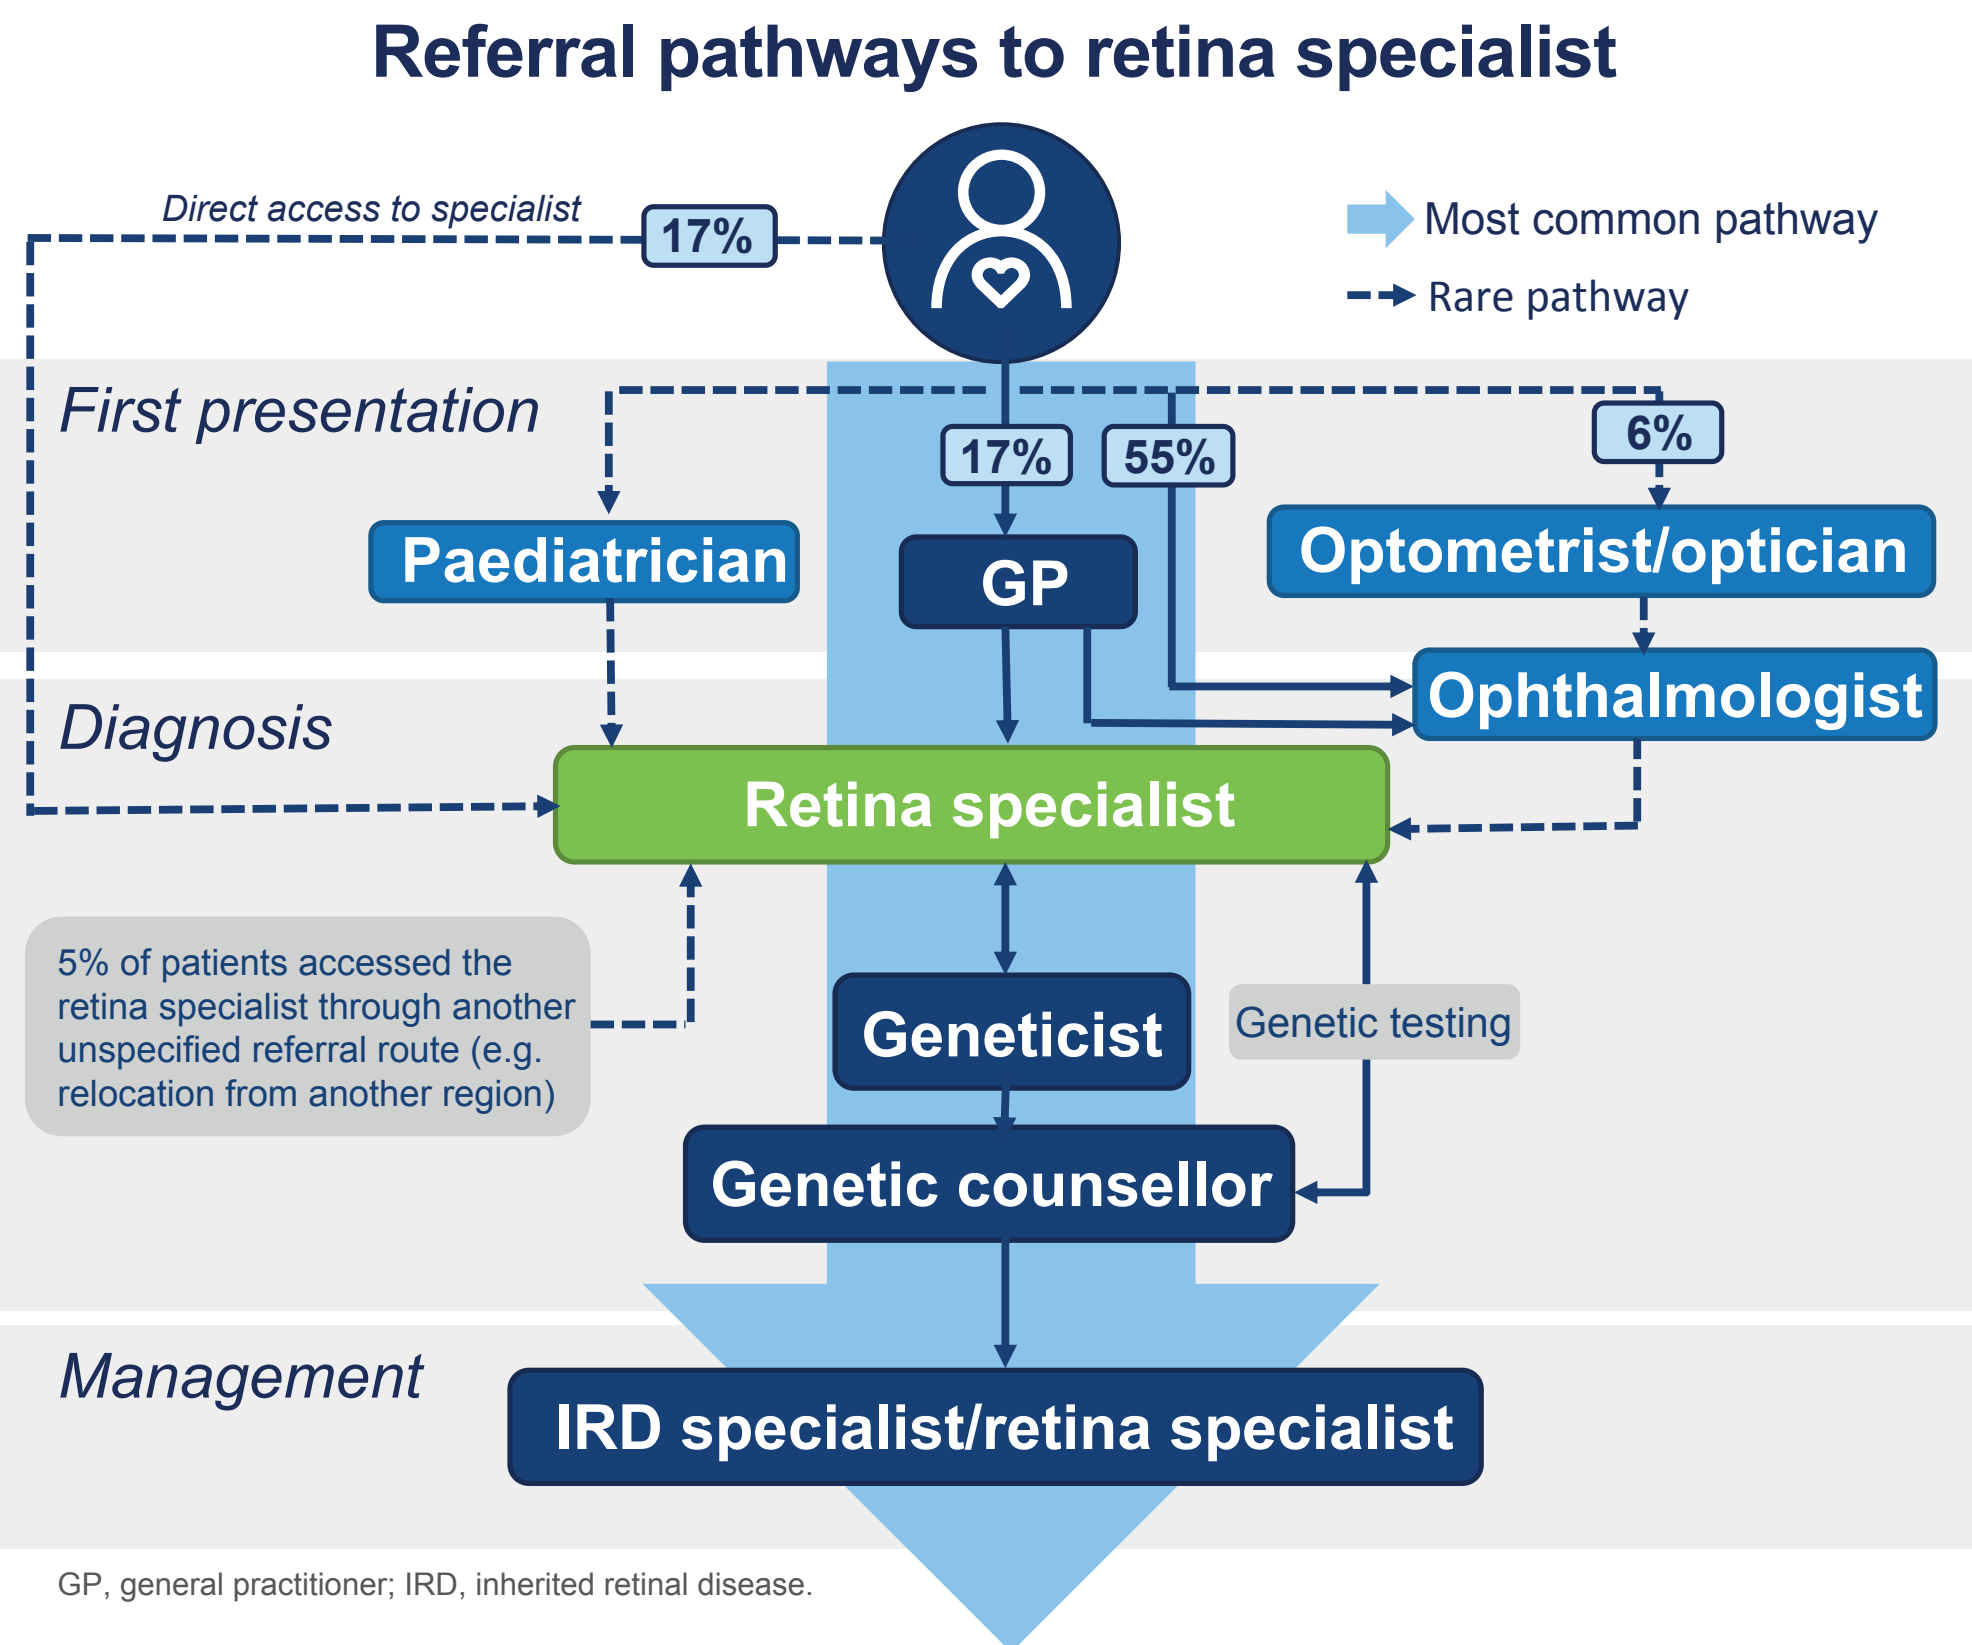 Referral pathways to retina specialist
Direct access to specialist
17%
Most common pathway
Rare pathway
First presentation
17%
55%
6%
Paediatrician
GP
Optometrist/optician
Ophthalmologist
Diagnosis
Retina specialist
5% of patients accessed the
retina specialist through another
unspecified referral route (e.g.
relocation from another region)
Geneticist
Genetic testing
Genetic counsellor
Management
IRD specialist/retina specialist
GP, general practitioner; IRD, inherited retinal disease.